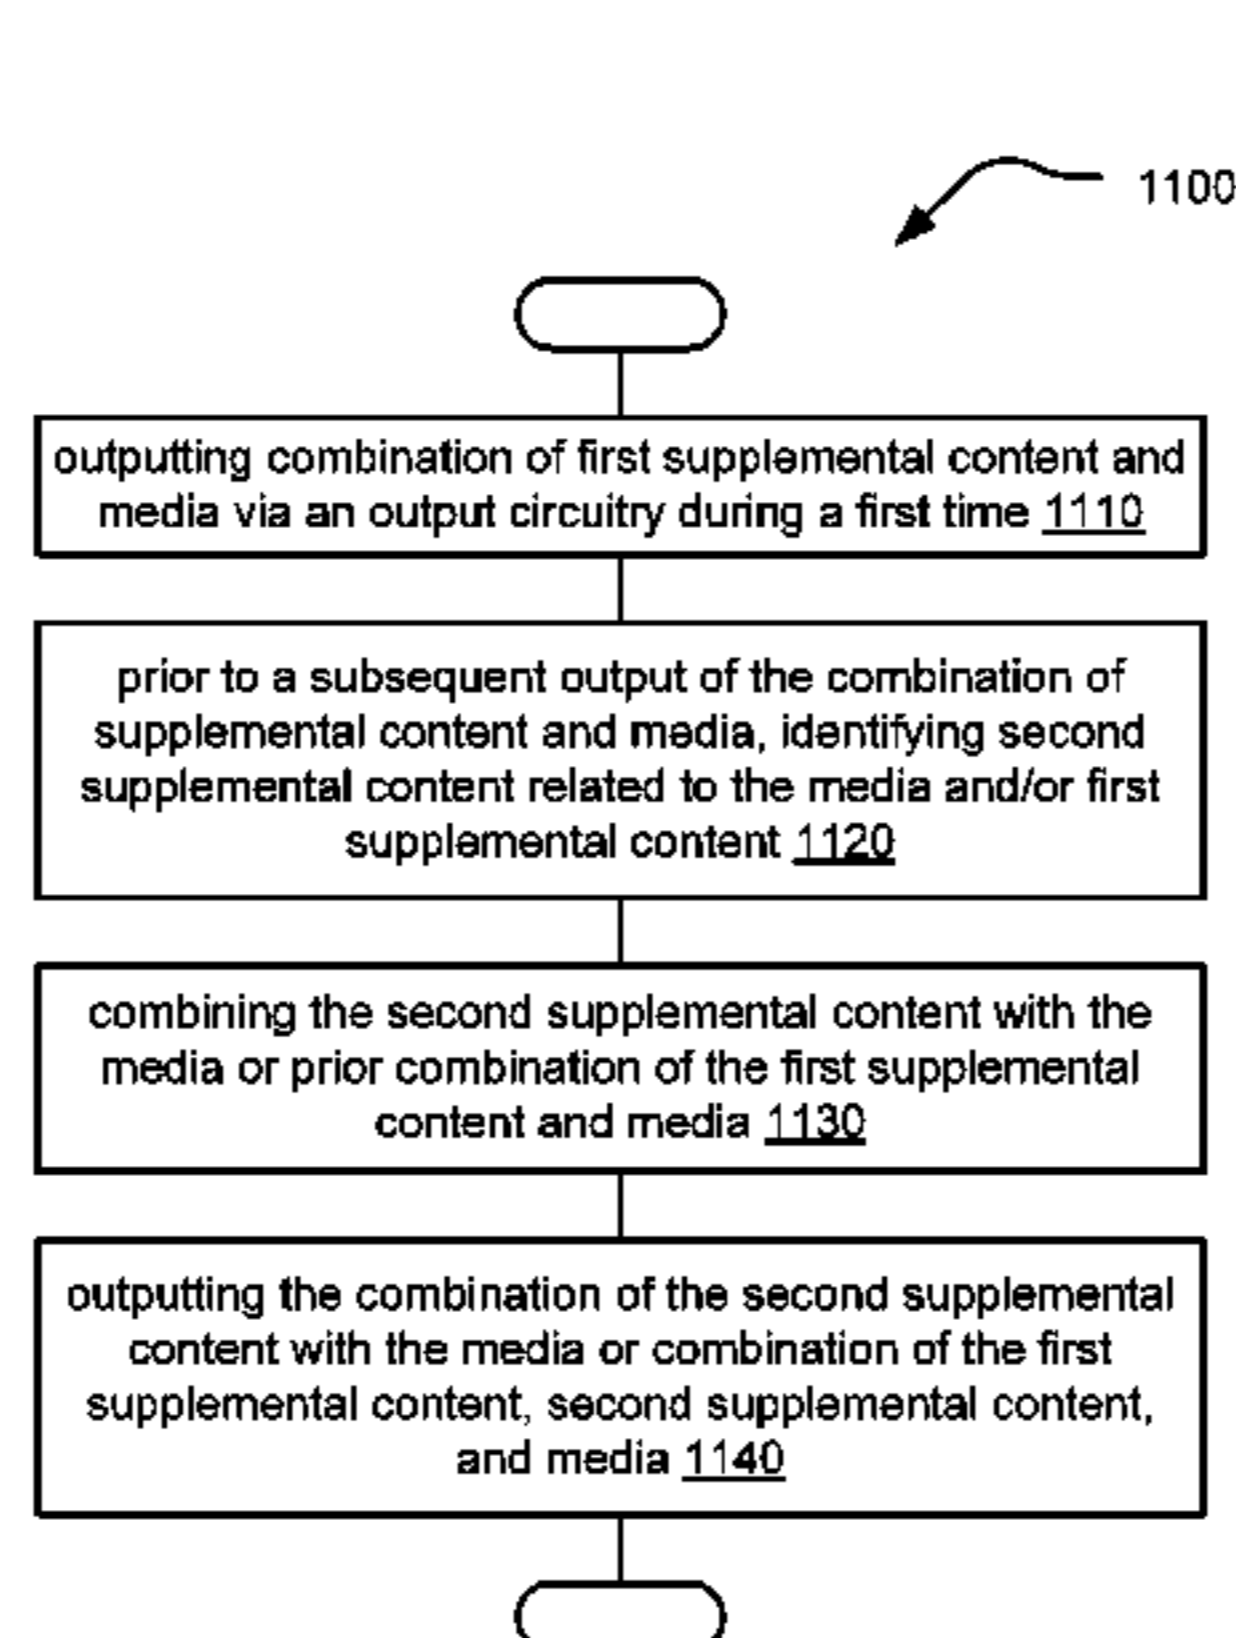 1100
outputting combination of first supplemental content and
media via an output circuitry during a first time 1110
prior to a subsequent output of the combination of
supplemental content and media, identifying second
supplemental content related to the media and/or first
supplemental content 1120
combining the second supplemental content with the
media or prior combination of the first supplemental
content and media 1130
outputting the combination of the second supplemental
content with the media or combination of the first
supplemental content, second supplemental content,
and media 1140